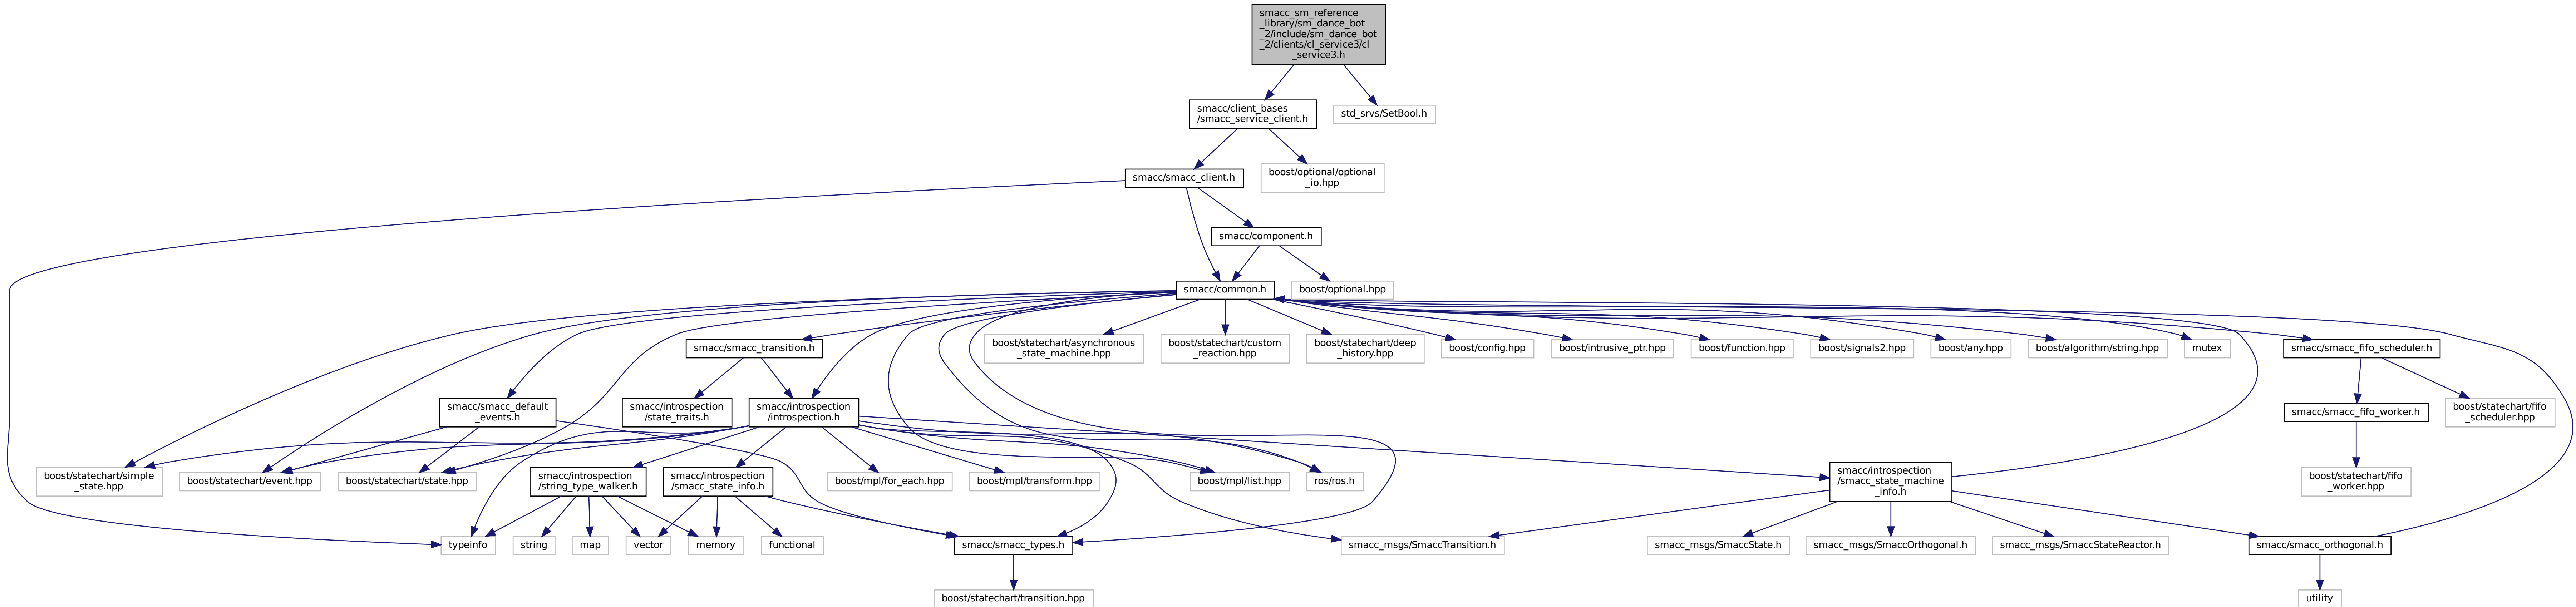 smacc_sm_reference
_library/sm_dance_bot
_2/include/sm_dance_bot
_2/clients/cl_service3/cl
_service3.h
smacc/client_bases
/smacc_service_client.h
std_srvs/SetBool.h
smacc/smacc_client.h
boost/optional/optional
_io.hpp
smacc/component.h
smacc/common.h
boost/optional.hpp
smacc/smacc_transition.h
boost/statechart/asynchronous
_state_machine.hpp
boost/statechart/custom
_reaction.hpp
boost/statechart/deep
_history.hpp
boost/config.hpp
boost/intrusive_ptr.hpp
boost/function.hpp
boost/signals2.hpp
boost/any.hpp
boost/algorithm/string.hpp
mutex
smacc/smacc_fifo_scheduler.h
smacc/smacc_default
_events.h
smacc/introspection
/state_traits.h
smacc/introspection
/introspection.h
smacc/smacc_fifo_worker.h
boost/statechart/fifo
_scheduler.hpp
boost/statechart/simple
_state.hpp
boost/statechart/event.hpp
boost/statechart/state.hpp
smacc/introspection
/string_type_walker.h
smacc/introspection
/smacc_state_info.h
boost/mpl/for_each.hpp
boost/mpl/transform.hpp
boost/mpl/list.hpp
ros/ros.h
smacc/introspection
/smacc_state_machine
_info.h
boost/statechart/fifo
_worker.hpp
typeinfo
string
map
vector
memory
functional
smacc/smacc_types.h
smacc_msgs/SmaccTransition.h
smacc_msgs/SmaccState.h
smacc_msgs/SmaccOrthogonal.h
smacc_msgs/SmaccStateReactor.h
smacc/smacc_orthogonal.h
boost/statechart/transition.hpp
utility